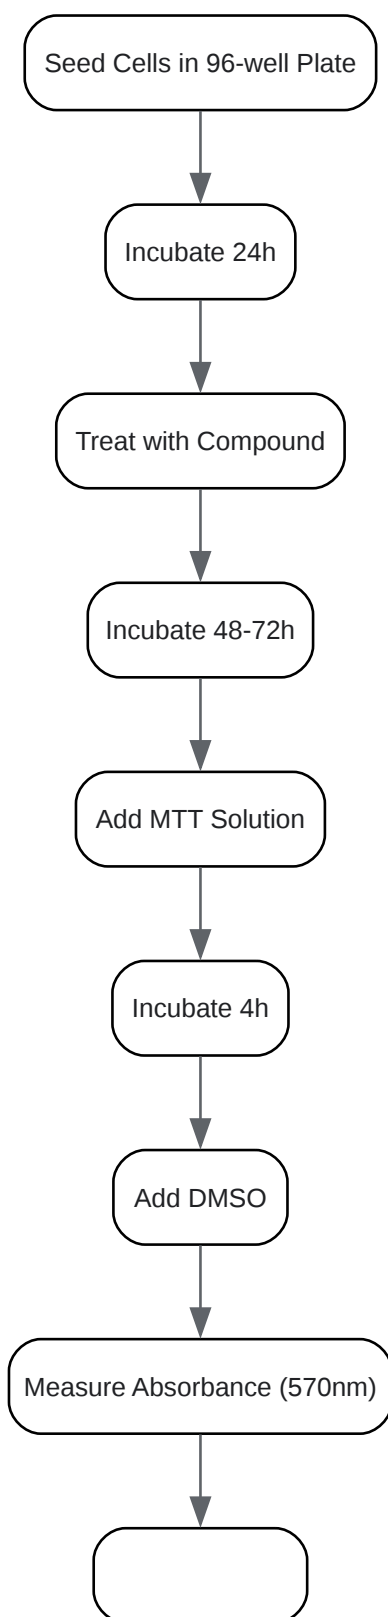 Seed Cells in 96-well Plate
Incubate 24h
Treat with Compound
Incubate 48-72h
Add MTT Solution
Incubate 4h
Add DMSO
Measure Absorbance (570nm)